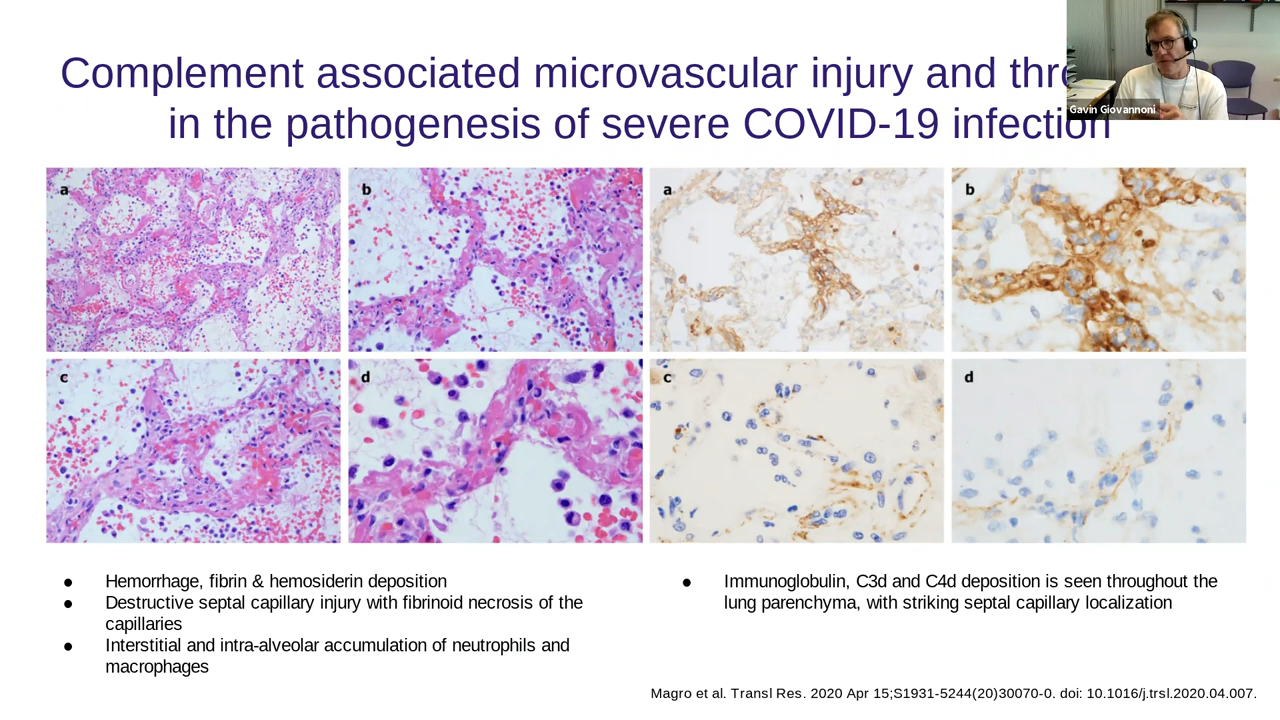 Complement associated microvascular injury and
in the pathogenesis of severe COVID-19 infection
Gavin Giovannoni
a
b
a
b
c
d
c
d
● Hemorrhage, fibrin & hemosiderin deposition
● Destructive septal capillary injury with fibrinoid necrosis of the
capillaries
● Interstitial and intra-alveolar accumulation of neutrophils and
macrophages
● Immunoglobulin, C3d and C4d deposition is seen throughout the
lung parenchyma, with striking septal capillary localization
Magro et al. Transl Res. 2020 Apr 15;S1931-5244(20)30070-0. doi: 10.1016/j.trsl.2020.04.007.